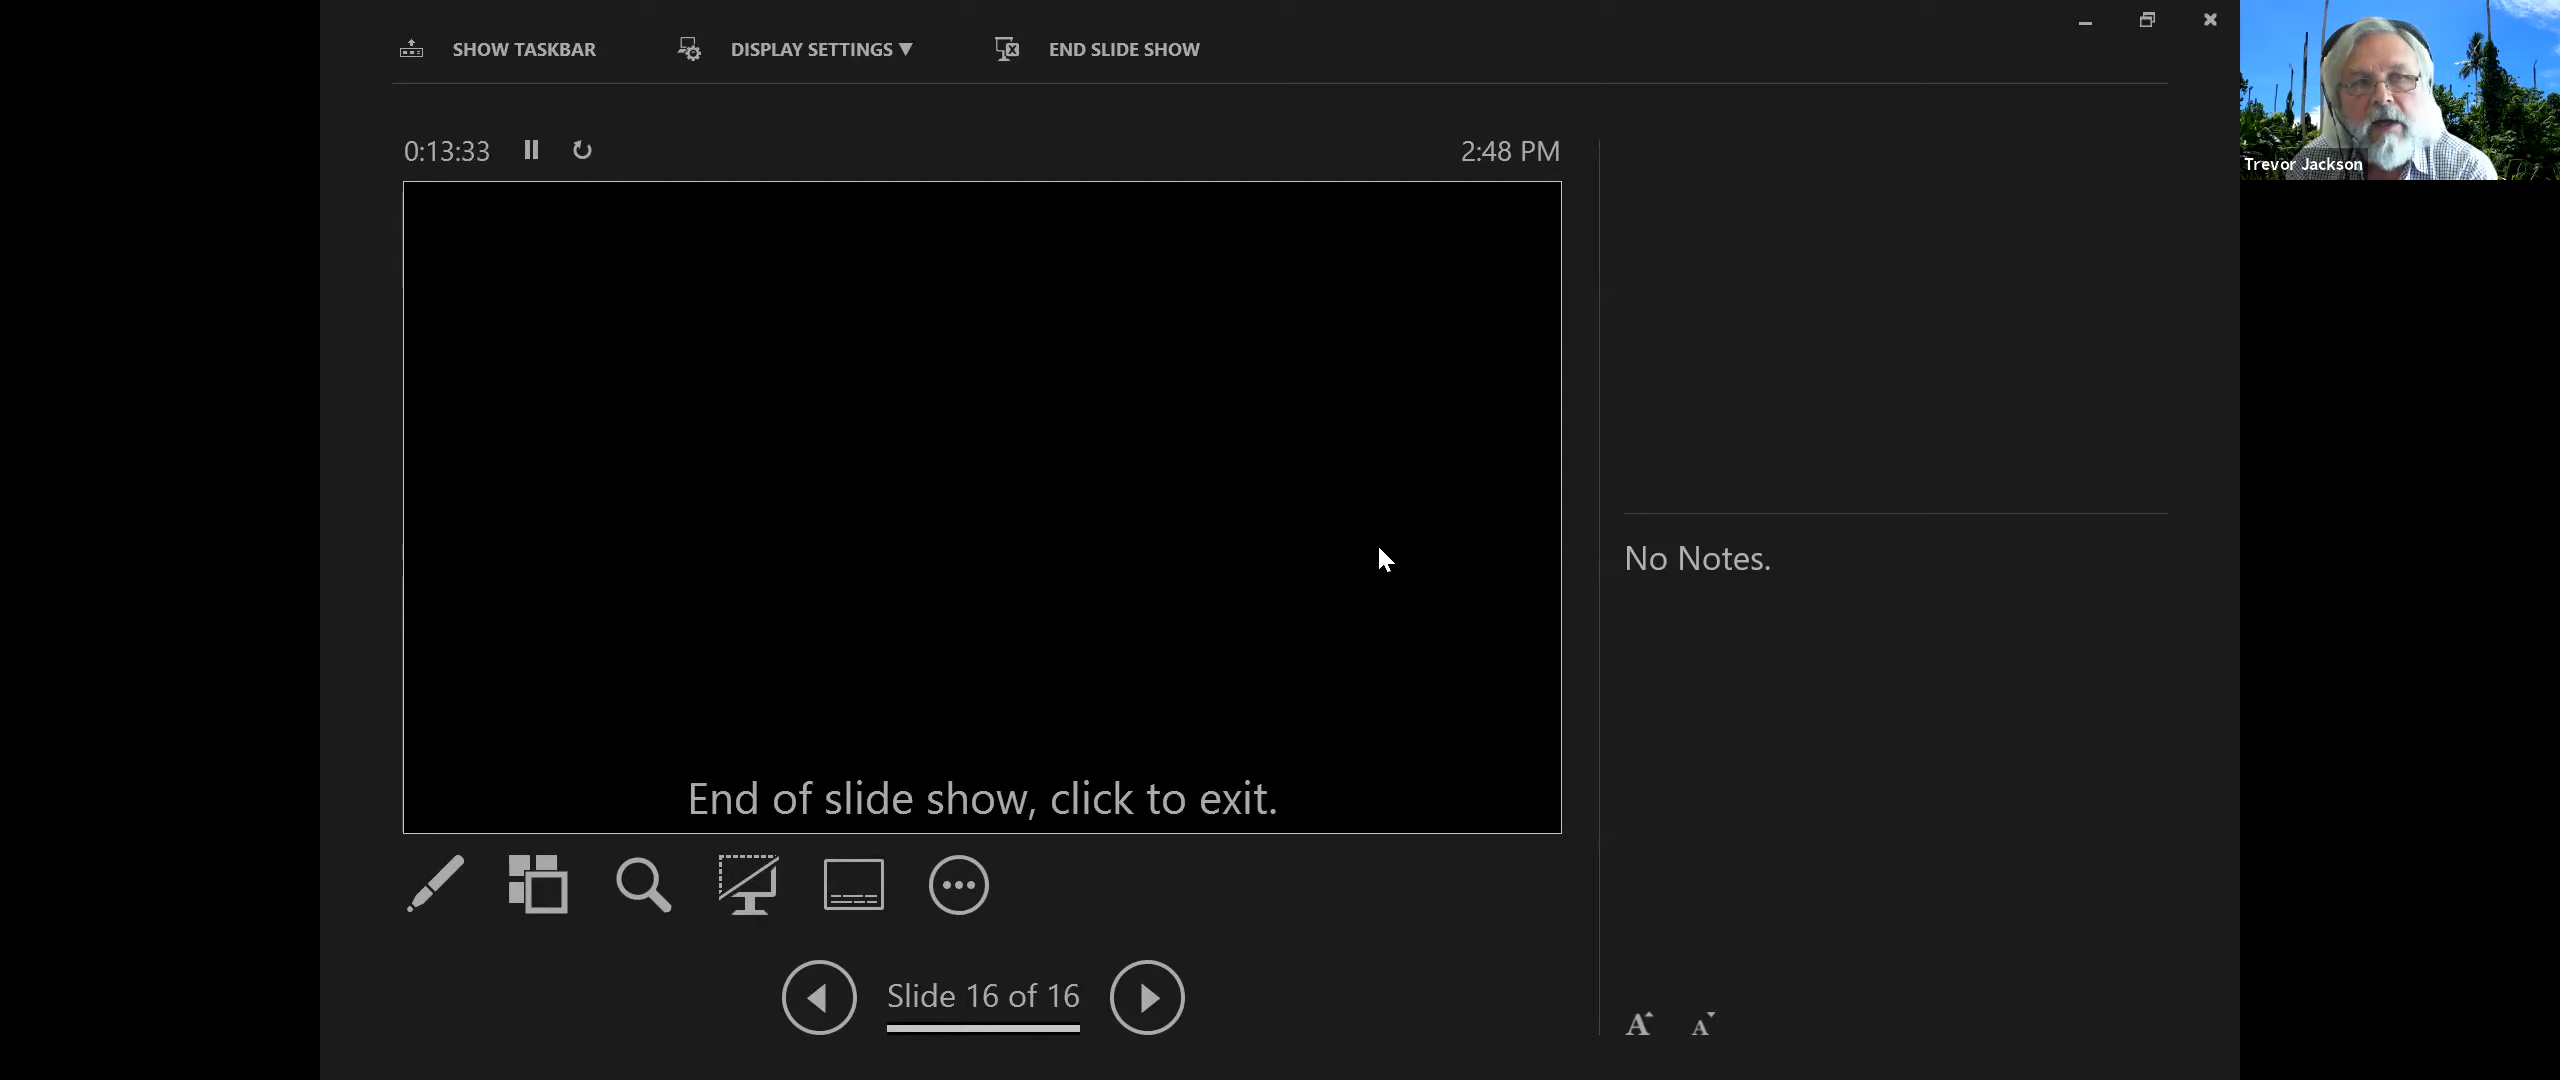 SHOW TASKBAR
DISPLAY SETTINGS ▼
END SLIDE SHOW
0:13:33
2:48 PM
Trevor Jackson
No Notes.
End of slide show, click to exit.
Slide 16 of 16
A A